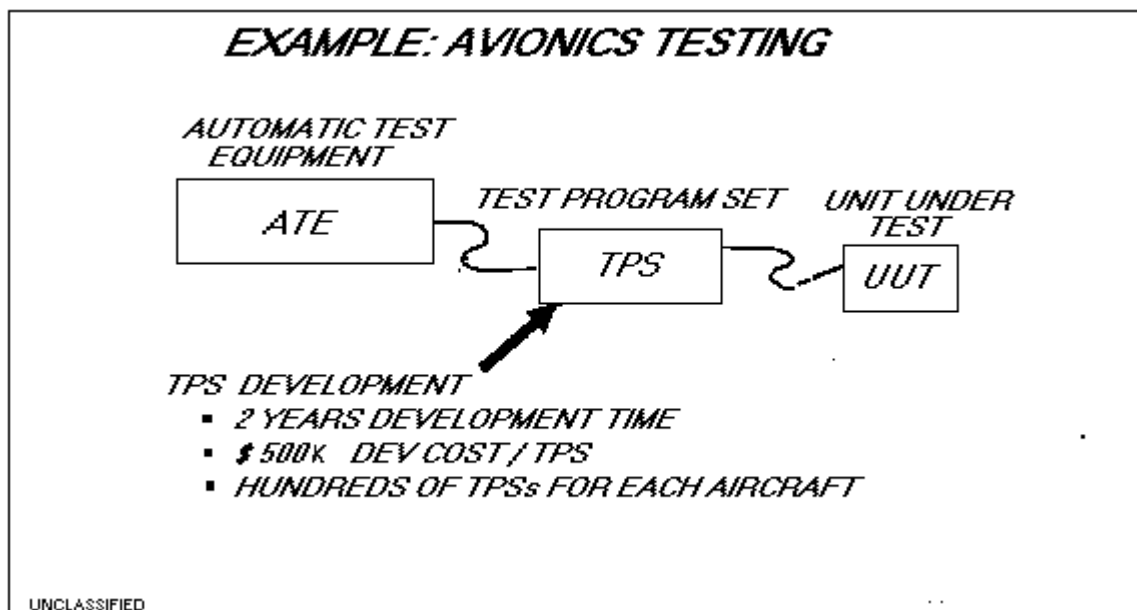 EXAMPLE: AVIONICS TESTING
AUTOMATIC TEST
EQUIPMENT
ATE
TEST PROGRAM SET
TPS
UNIT UNDER
TEST
UUT
TPS DEVELOPMENT
▪ 2 YEARS DEVELOPMENT TIME
▪ $ 500K DEV COST / TPS
▪ HUNDREDS OF TPSs FOR EACH AIRCRAFT
UNCLASSIFIED